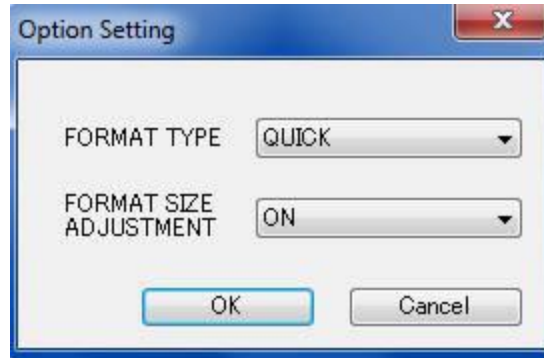 Option Setting
FORMAT TYPE
QUICK
FORMAT SIZE
ADJUSTMENT
ON
OK
Cancel